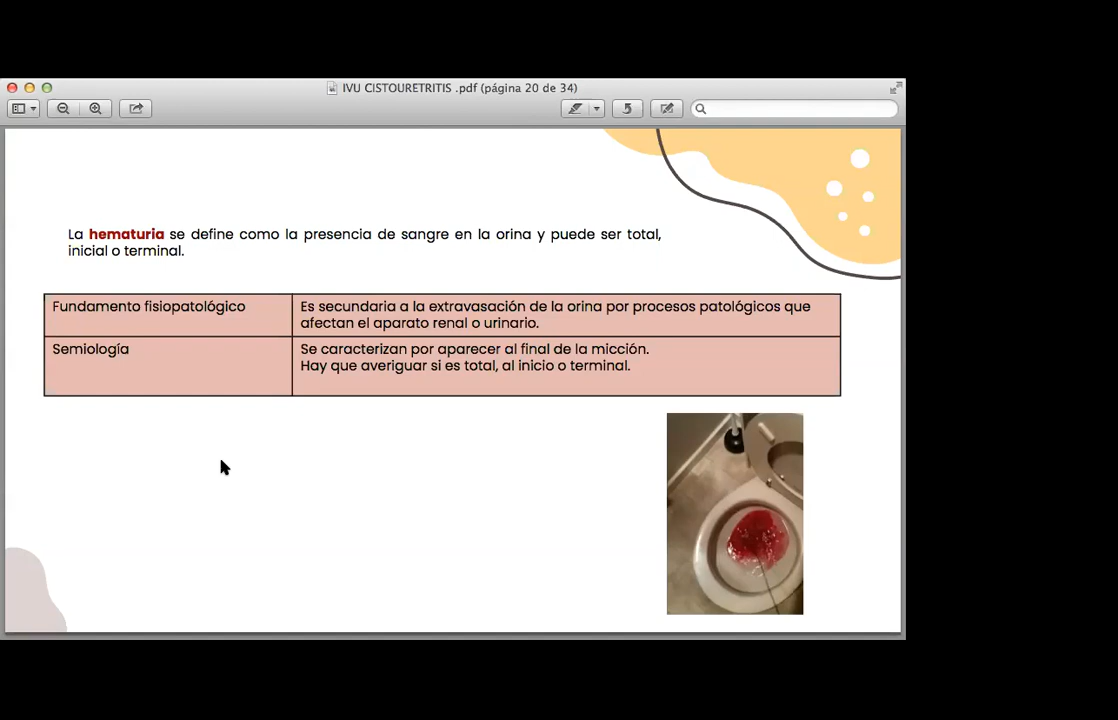 IVU CISTOURETRITIS .pdf (página 20 de 34)
La hematuria se define como la presencia de sangre en la orina y puede ser total,
inicial o terminal.
Fundamento fisiopatológico
Es secundaria a la extravasación de la orina por procesos patológicos que
afectan el aparato renal o urinario.
Semiología
Se caracterizan por aparecer al final de la micción.
Hay que averiguar si es total, al inicio o terminal.